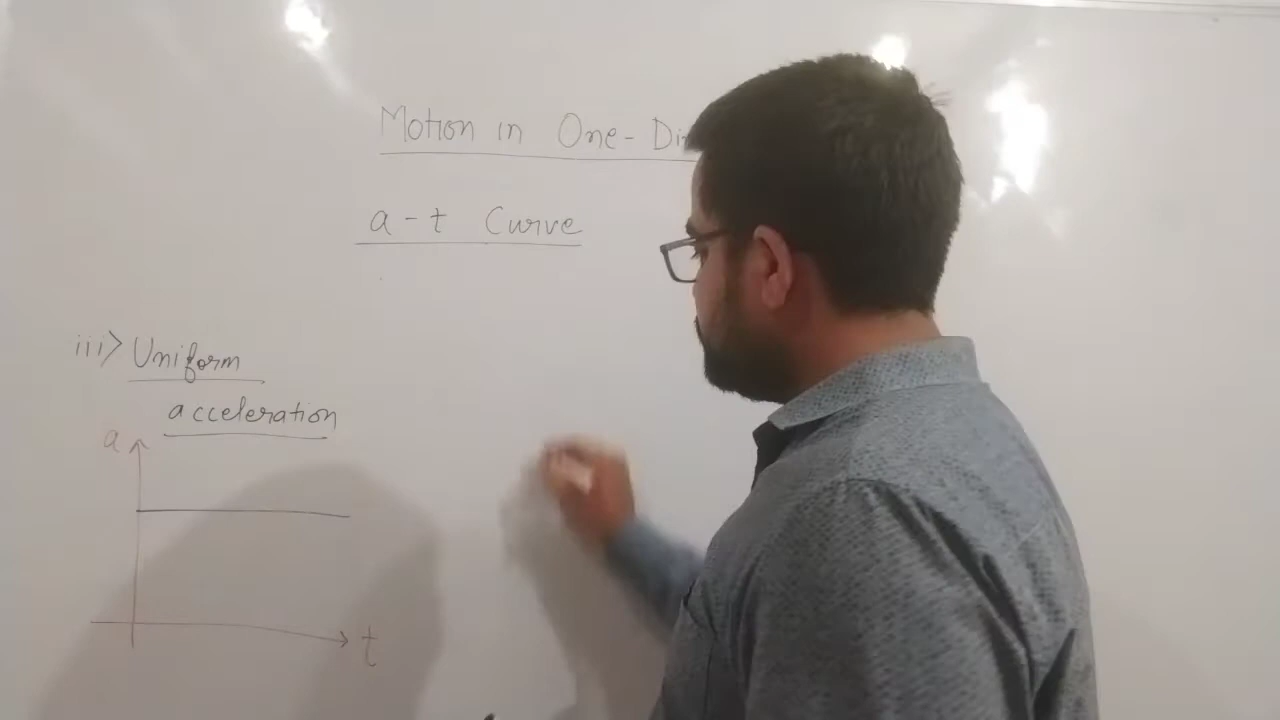 Motion in One-Di
a-t Curve
iii> Uniform
acceleration
a
t